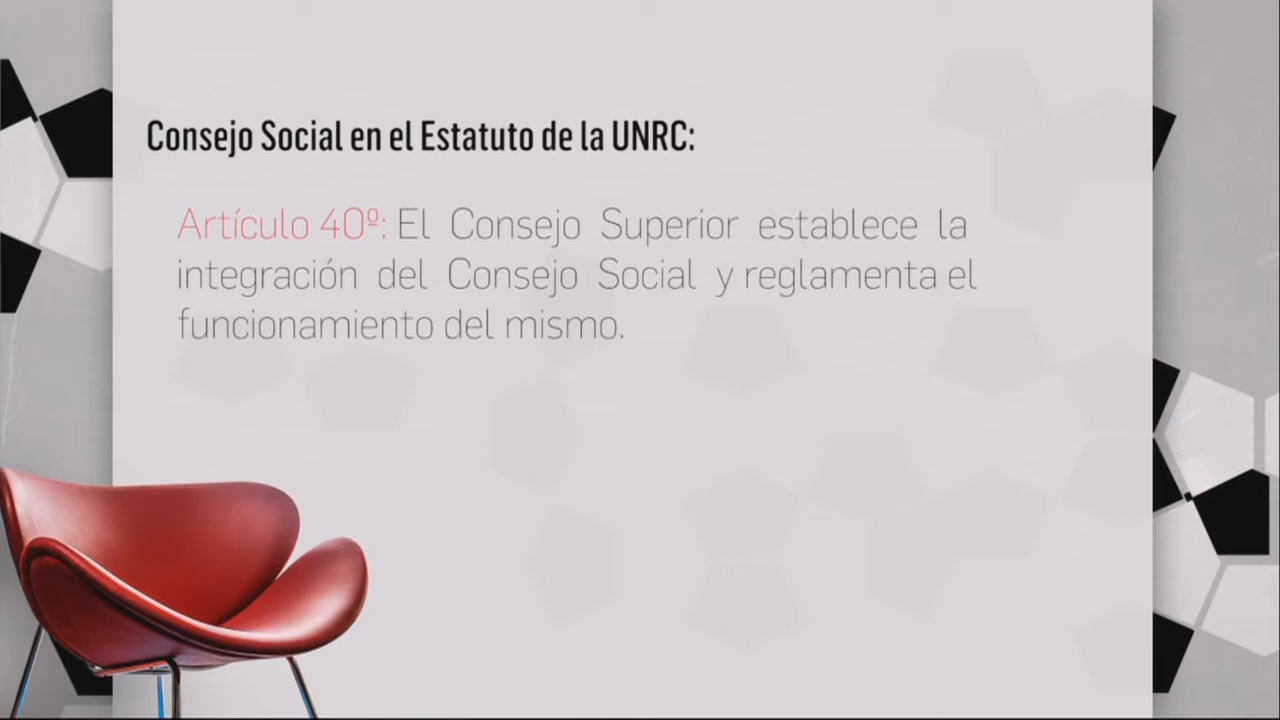 Consejo Social en el Estatuto de la UNRC:
Artículo 40º: El Consejo Superior establece la
integración del Consejo Social y reglamenta el
funcionamiento del mismo.